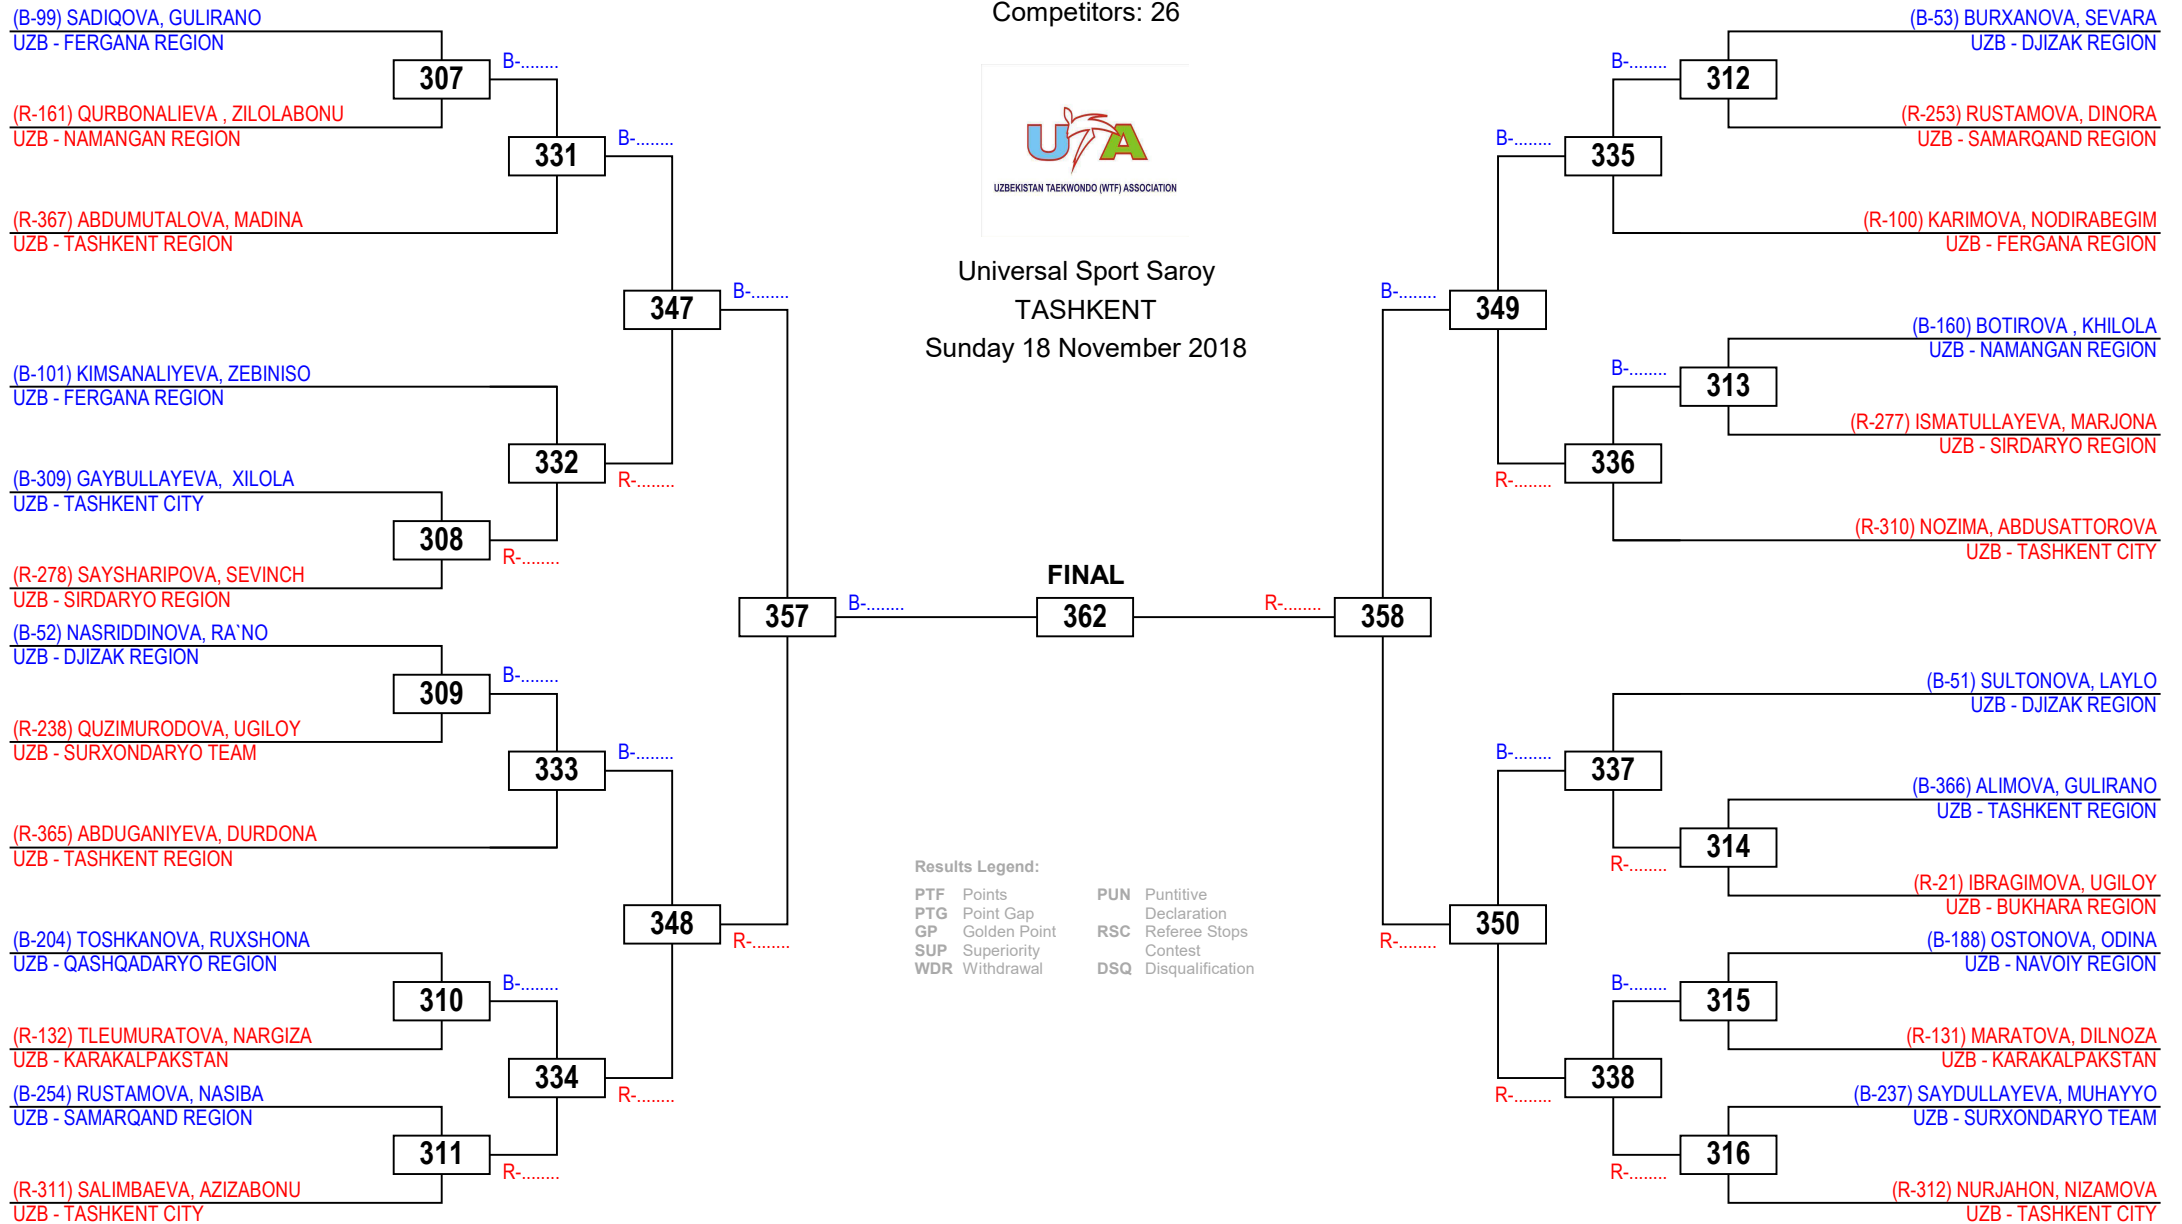 (B-99) SADIQOVA, GULIRANO
UZB - FERGANA REGION
307
B-........
(R-161) QURBONALIEVA , ZILOLABONU
UZB - NAMANGAN REGION
331
B-........
(R-367) ABDUMUTALOVA, MADINA
UZB - TASHKENT REGION
347
B-........
(B-101) KIMSANALIYEVA, ZEBINISO
UZB - FERGANA REGION
332
R-........
(B-309) GAYBULLAYEVA,  XILOLA
UZB - TASHKENT CITY
308
R-........
(R-278) SAYSHARIPOVA, SEVINCH
UZB - SIRDARYO REGION
357
B-........
(B-52) NASRIDDINOVA, RA`NO
UZB - DJIZAK REGION
309
B-........
(R-238) QUZIMURODOVA, UGILOY
UZB - SURXONDARYO TEAM
333
B-........
(R-365) ABDUGANIYEVA, DURDONA
UZB - TASHKENT REGION
348
R-........
(B-204) TOSHKANOVA, RUXSHONA
UZB - QASHQADARYO REGION
310
B-........
(R-132) TLEUMURATOVA, NARGIZA
UZB - KARAKALPAKSTAN
334
R-........
(B-254) RUSTAMOVA, NASIBA
UZB - SAMARQAND REGION
311
R-........
(R-311) SALIMBAEVA, AZIZABONU
UZB - TASHKENT CITY
Competitors: 26
UTA
UZBEKISTAN TAEKWONDO (WTF) ASSOCIATION
Universal Sport Saroy
TASHKENT
Sunday 18 November 2018
FINAL
362
Results Legend:
PTF Points
PTG Point Gap
GP Golden Point
SUP Superiority
WDR Withdrawal
PUN Puntitive
Declaration
RSC Referee Stops
Contest
DSQ Disqualification
(B-53) BURXANOVA, SEVARA
UZB - DJIZAK REGION
B-........
312
(R-253) RUSTAMOVA, DINORA
UZB - SAMARQAND REGION
B-........
335
(R-100) KARIMOVA, NODIRABEGIM
UZB - FERGANA REGION
B-........
349
(B-160) BOTIROVA , KHILOLA
UZB - NAMANGAN REGION
B-........
313
(R-277) ISMATULLAYEVA, MARJONA
UZB - SIRDARYO REGION
R-........
336
(R-310) NOZIMA, ABDUSATTOROVA
UZB - TASHKENT CITY
R-........
358
(B-51) SULTONOVA, LAYLO
UZB - DJIZAK REGION
B-........
337
(B-366) ALIMOVA, GULIRANO
UZB - TASHKENT REGION
R-........
314
(R-21) IBRAGIMOVA, UGILOY
UZB - BUKHARA REGION
R-........
350
(B-188) OSTONOVA, ODINA
UZB - NAVOIY REGION
B-........
315
(R-131) MARATOVA, DILNOZA
UZB - KARAKALPAKSTAN
R-........
338
(B-237) SAYDULLAYEVA, MUHAYYO
UZB - SURXONDARYO TEAM
R-........
316
(R-312) NURJAHON, NIZAMOVA
UZB - TASHKENT CITY